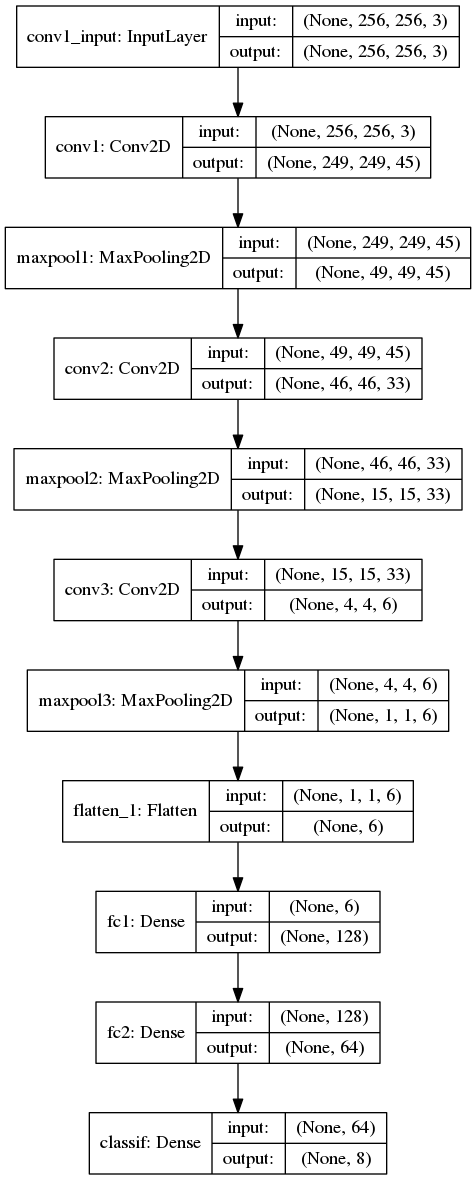 conv1_input: InputLayer
input: (None, 256, 256, 3)
output: (None, 256, 256, 3)
conv1: Conv2D
input: (None, 256, 256, 3)
output: (None, 249, 249, 45)
maxpool1: MaxPooling2D
input: (None, 249, 249, 45)
output: (None, 49, 49, 45)
conv2: Conv2D
input: (None, 49, 49, 45)
output: (None, 46, 46, 33)
maxpool2: MaxPooling2D
input: (None, 46, 46, 33)
output: (None, 15, 15, 33)
conv3: Conv2D
input: (None, 15, 15, 33)
output: (None, 4, 4, 6)
maxpool3: MaxPooling2D
input: (None, 4, 4, 6)
output: (None, 1, 1, 6)
flatten_1: Flatten
input: (None, 1, 1, 6)
output: (None, 6)
fc1: Dense
input: (None, 6)
output: (None, 128)
fc2: Dense
input: (None, 128)
output: (None, 64)
classif: Dense
input: (None, 64)
output: (None, 8)